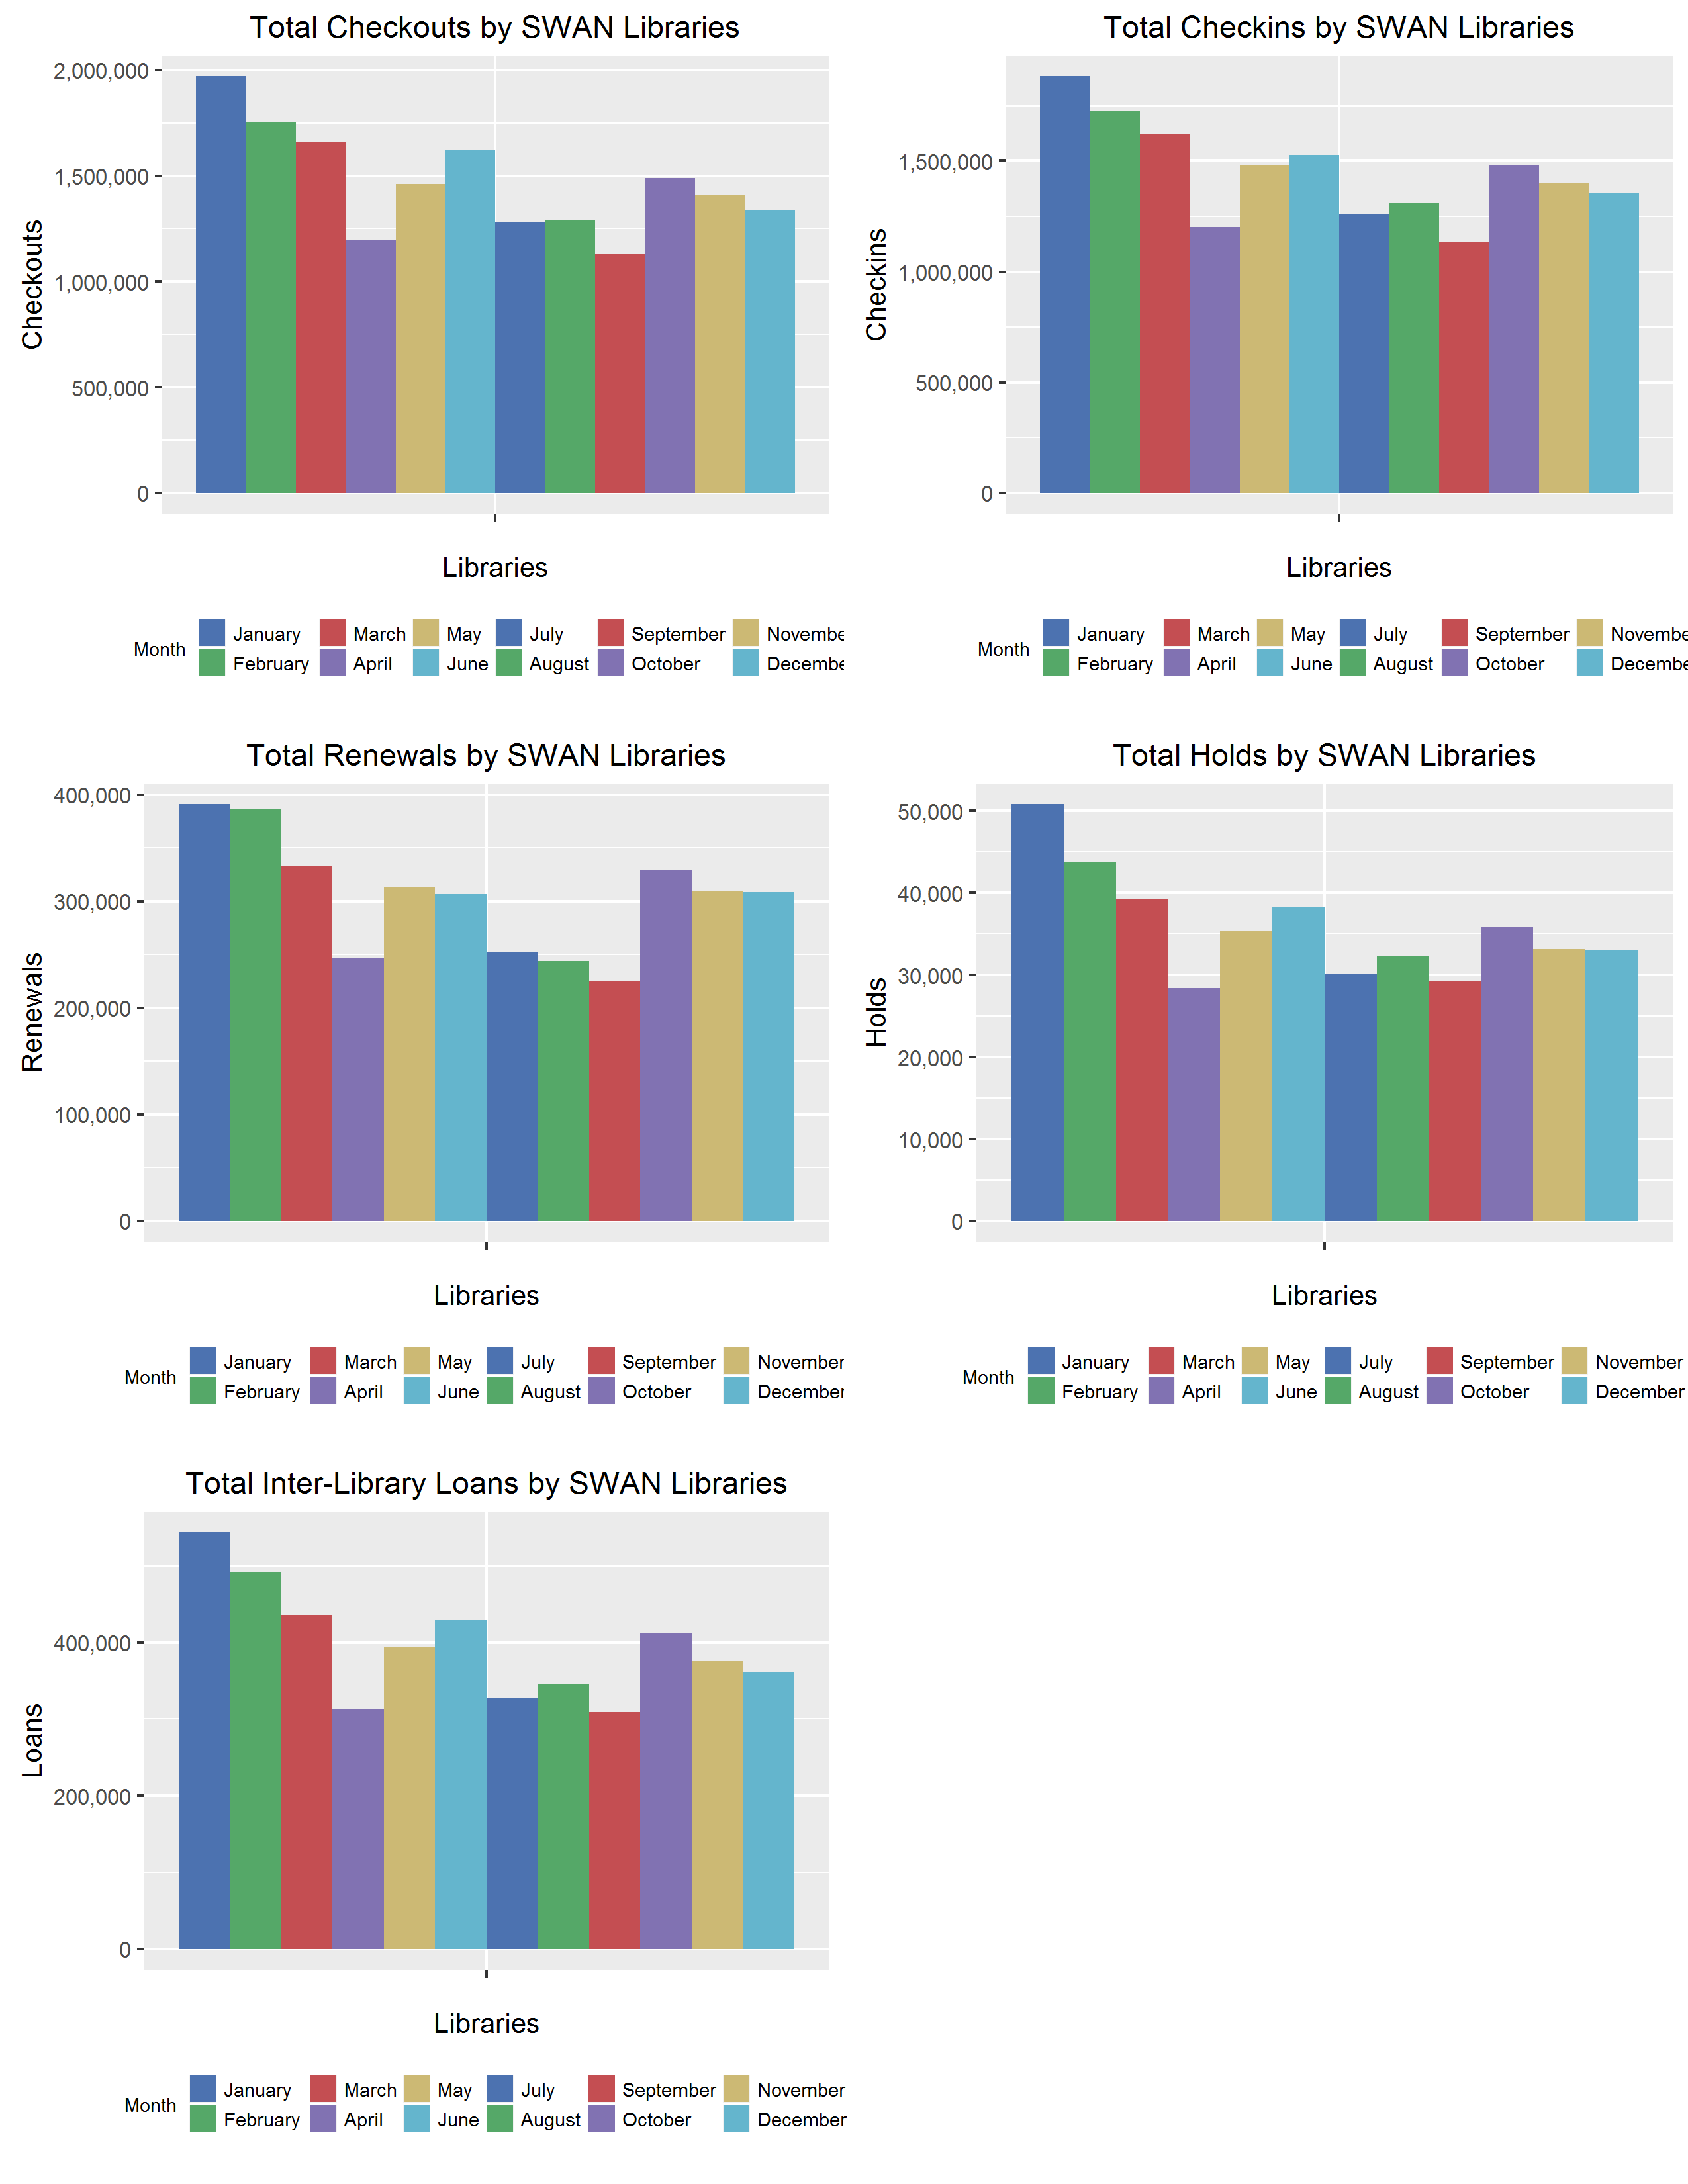 Total Checkouts by SWAN Libraries
2,000,000
1,500,000
1,000,000
500,000
0
Checkouts
Libraries
Month
January March May July September Novembe
February April June August October Decembe
Total Checkins by SWAN Libraries
1,500,000
1,000,000
500,000
0
Checkins
Libraries
Month
January March May July September Novembe
February April June August October Decembe
Total Renewals by SWAN Libraries
400,000
300,000
200,000
100,000
0
Renewals
Libraries
Month
January March May July September November
February April June August October December
Total Holds by SWAN Libraries
50,000
40,000
30,000
20,000
10,000
0
Holds
Libraries
Month
January March May July September November
February April June August October December
Total Inter-Library Loans by SWAN Libraries
400,000
200,000
0
Loans
Libraries
Month
January March May July September November
February April June August October December